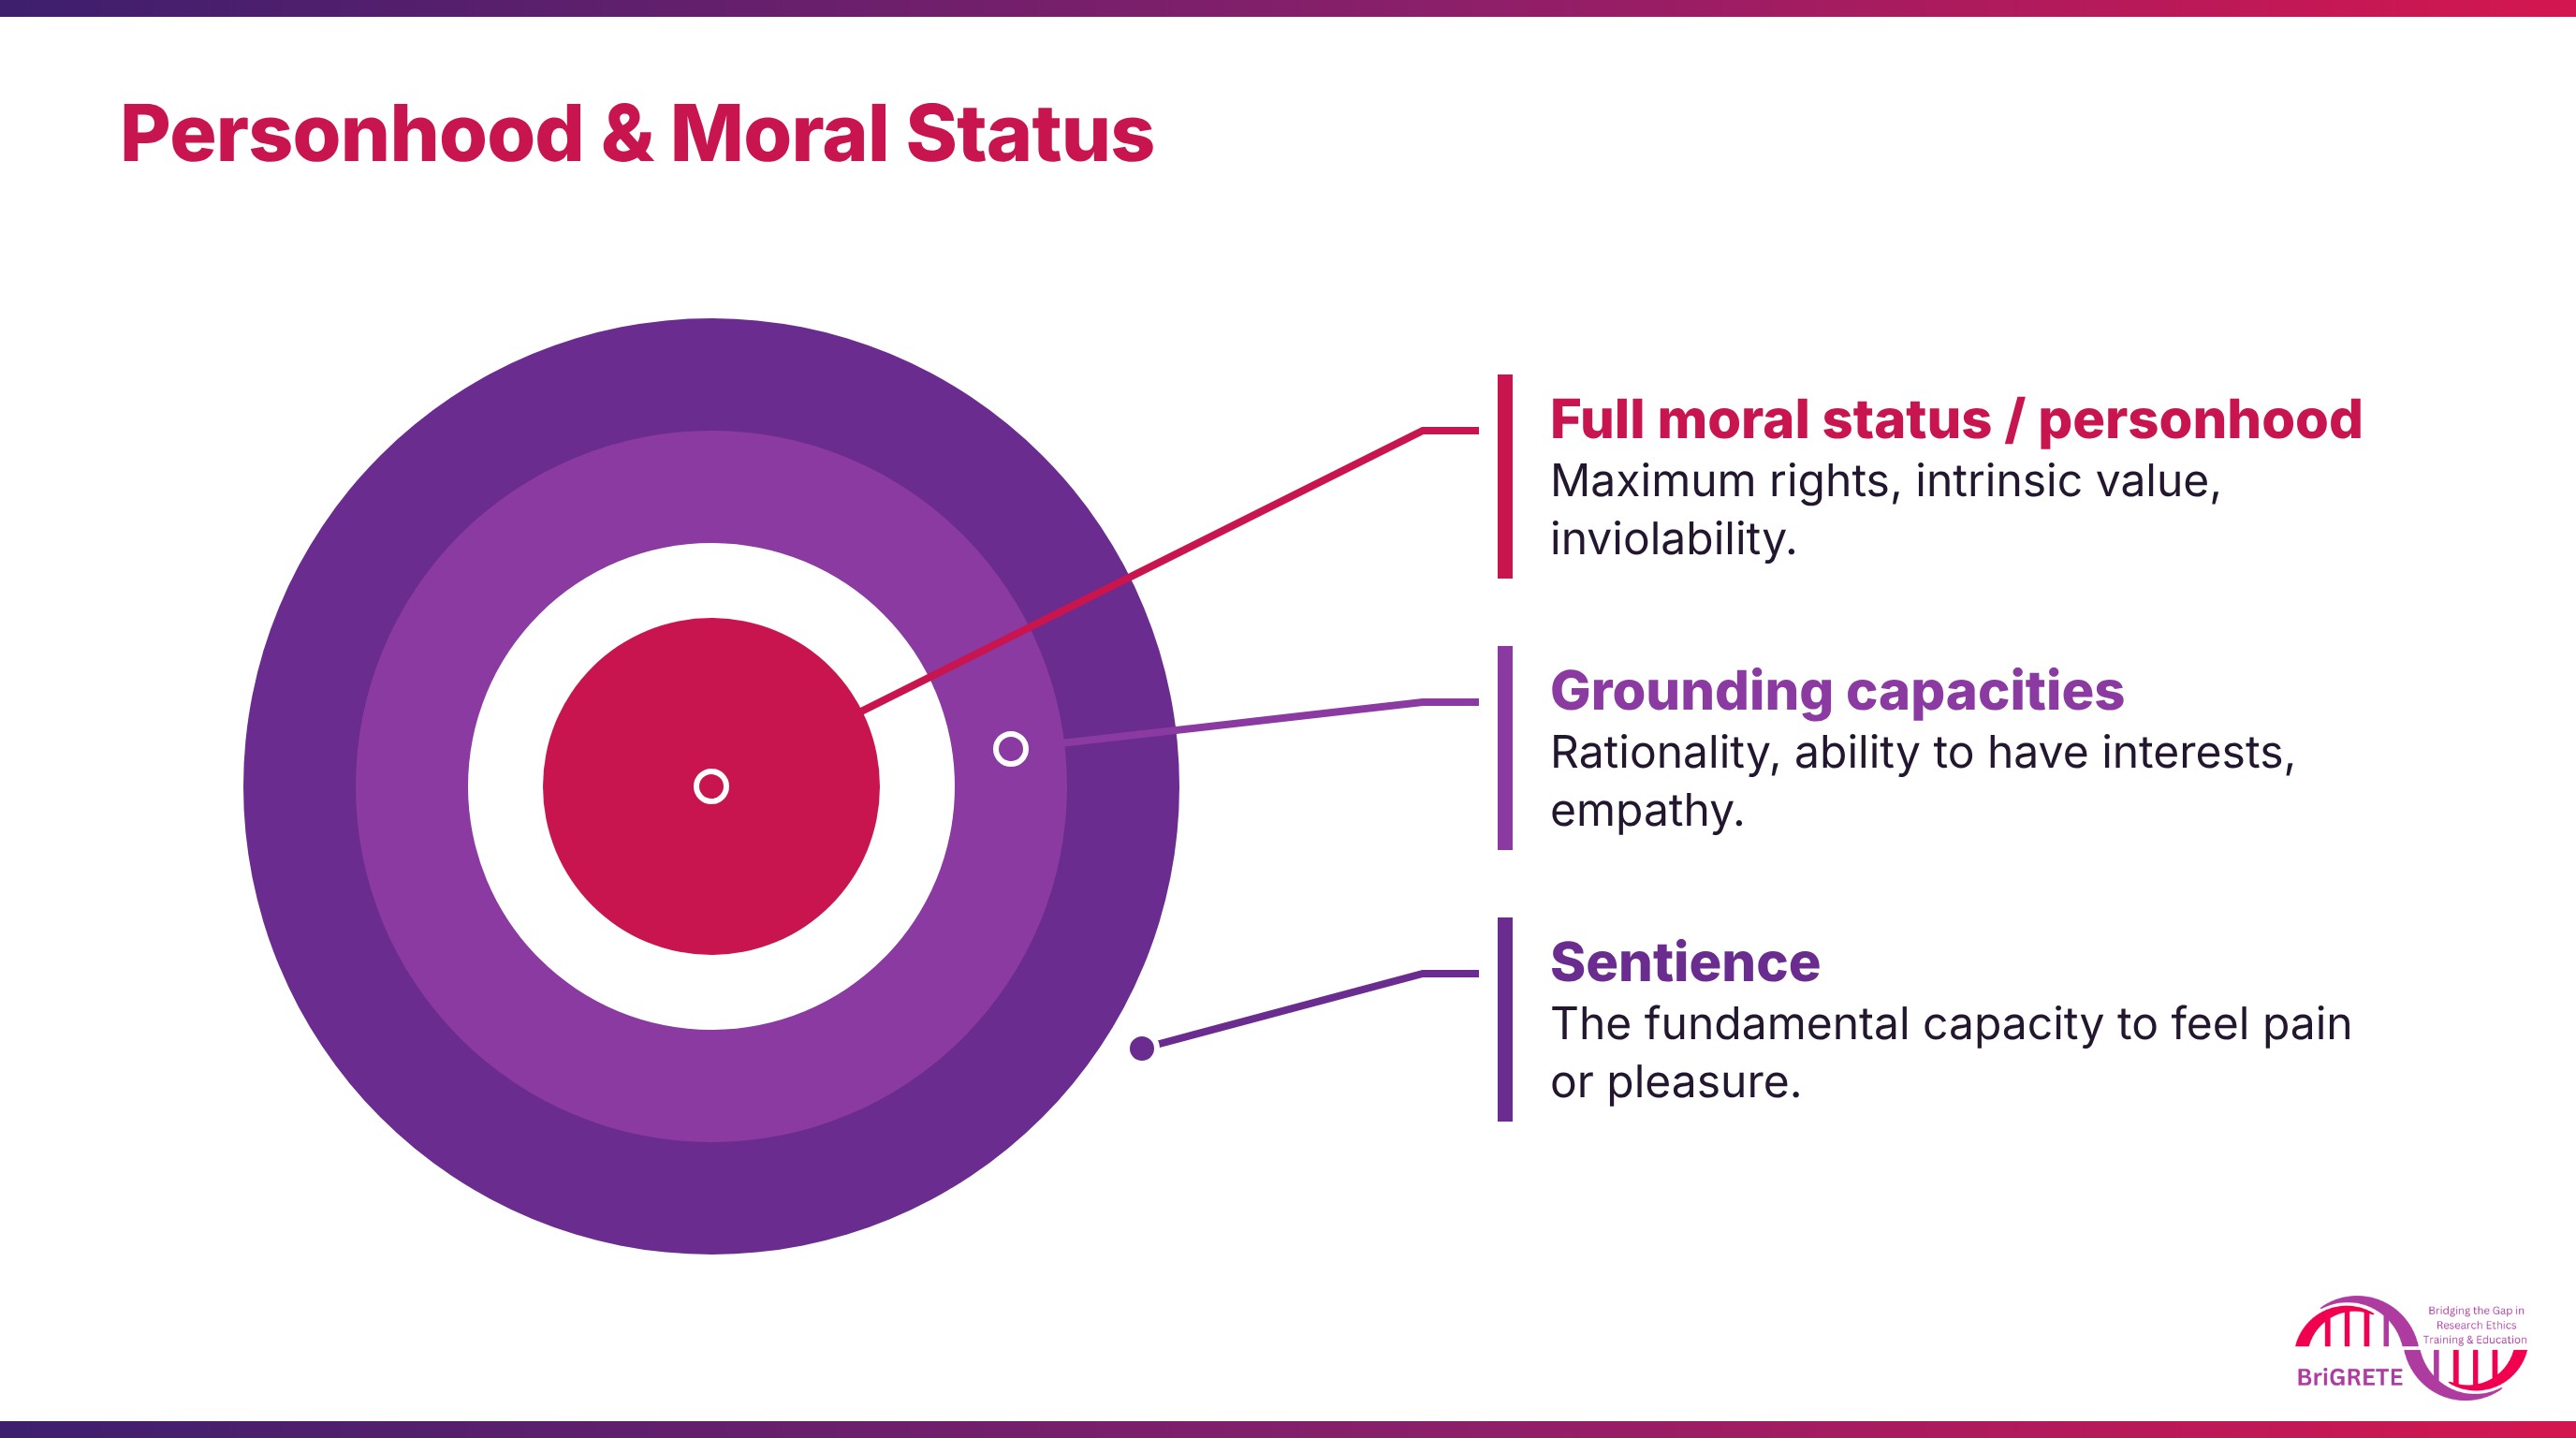 Personhood & Moral Status
Full moral status / personhood
Maximum rights, intrinsic value,
inviolability.
Grounding capacities
Rationality, ability to have interests,
empathy.
Sentience
The fundamental capacity to feel pain
or pleasure.
Bridging the Gap in
Research Ethics
Training & Education
BriGRETE